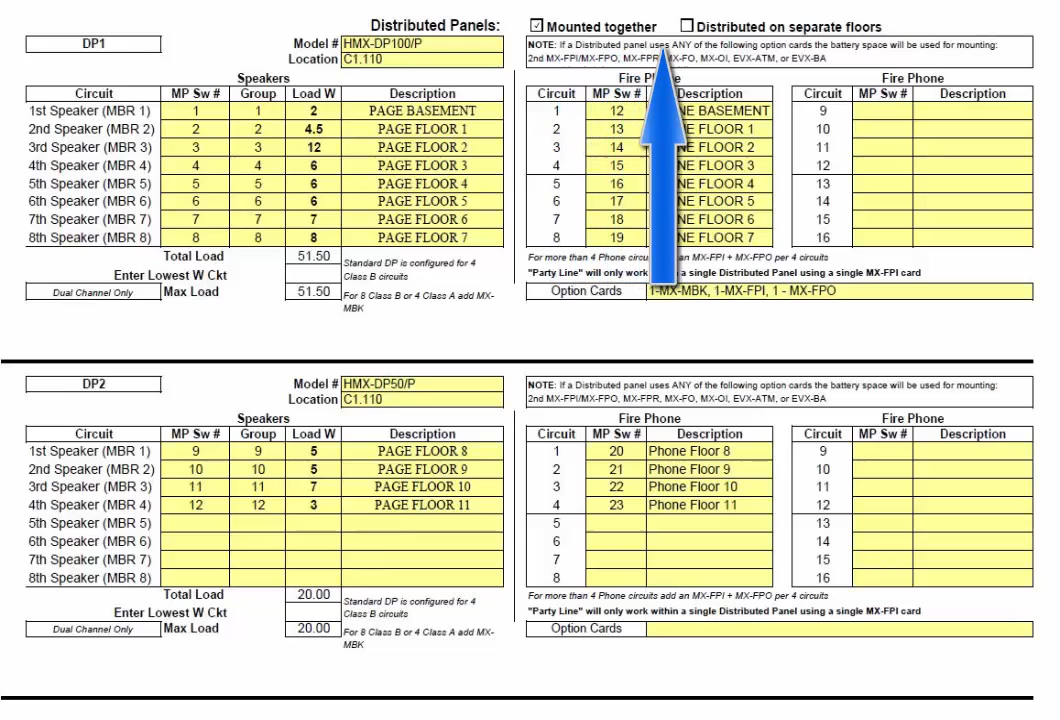 Distributed Panels: ☑ Mounted together ☐ Distributed on separate floors
DP1 Model # HMX-DP100/P
Location C1.110
NOTE: If a Distributed panel uses ANY of the following option cards the battery space will be used for mounting:
2nd MX-FPI/MX-FPO, MX-FPR, MX-FO, MX-OI, EVX-ATM, or EVX-BA
Speakers Fire Fire Phone
Circuit MP Sw # Group Load W Description Circuit MP Sw # Description Circuit MP Sw # Description
1st Speaker (MBR 1) 1 1 2 PAGE BASEMENT 1 12 BASEMENT 9
2nd Speaker (MBR 2) 2 2 4.5 PAGE FLOOR 1 2 13 FLOOR 1 10
3rd Speaker (MBR 3) 3 3 12 PAGE FLOOR 2 3 14 FLOOR 2 11
4th Speaker (MBR 4) 4 4 6 PAGE FLOOR 3 4 15 FLOOR 3 12
5th Speaker (MBR 5) 5 5 6 PAGE FLOOR 4 5 16 FLOOR 4 13
6th Speaker (MBR 6) 6 6 6 PAGE FLOOR 5 6 17 FLOOR 5 14
7th Speaker (MBR 7) 7 7 7 PAGE FLOOR 6 7 18 FLOOR 6 15
8th Speaker (MBR 8) 8 8 8 PAGE FLOOR 7 8 19 FLOOR 7 16
Total Load 51.50
Standard DP is configured for 4
Class B circuits
For more than 4 Phone an MX-FPI + MX-FPO per 4 circuits
Enter Lowest W Ckt
"Party Line" will only work a single Distributed Panel using a single MX-FPI card
Dual Channel Only Max Load 51.50
For 8 Class B or 4 Class A add MX-
MBK
Option Cards 1-MX-MBK, 1-MX-FPI, 1 - MX-FPO
DP2 Model # HMX-DP50/P
Location C1.110
NOTE: If a Distributed panel uses ANY of the following option cards the battery space will be used for mounting:
2nd MX-FPI/MX-FPO, MX-FPR, MX-FO, MX-OI, EVX-ATM, or EVX-BA
Speakers Fire Phone Fire Phone
Circuit MP Sw # Group Load W Description Circuit MP Sw # Description Circuit MP Sw # Description
1st Speaker (MBR 1) 9 9 5 PAGE FLOOR 8 1 20 Phone Floor 8 9
2nd Speaker (MBR 2) 10 10 5 PAGE FLOOR 9 2 21 Phone Floor 9 10
3rd Speaker (MBR 3) 11 11 7 PAGE FLOOR 10 3 22 Phone Floor 10 11
4th Speaker (MBR 4) 12 12 3 PAGE FLOOR 11 4 23 Phone Floor 11 12
5th Speaker (MBR 5) 5 13
6th Speaker (MBR 6) 6 14
7th Speaker (MBR 7) 7 15
8th Speaker (MBR 8) 8 16
Total Load 20.00
Standard DP is configured for 4
Class B circuits
For more than 4 Phone circuits add an MX-FPI + MX-FPO per 4 circuits
Enter Lowest W Ckt
"Party Line" will only work within a single Distributed Panel using a single MX-FPI card
Dual Channel Only Max Load 20.00
For 8 Class B or 4 Class A add MX-
MBK
Option Cards